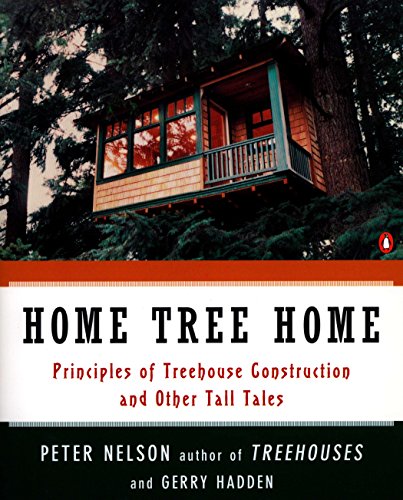 HOME TREE HOME
Principles of Treehouse Construction
and Other Tall Tales
PETER NELSON author of TREEHOUSES
and GERRY HADDEN